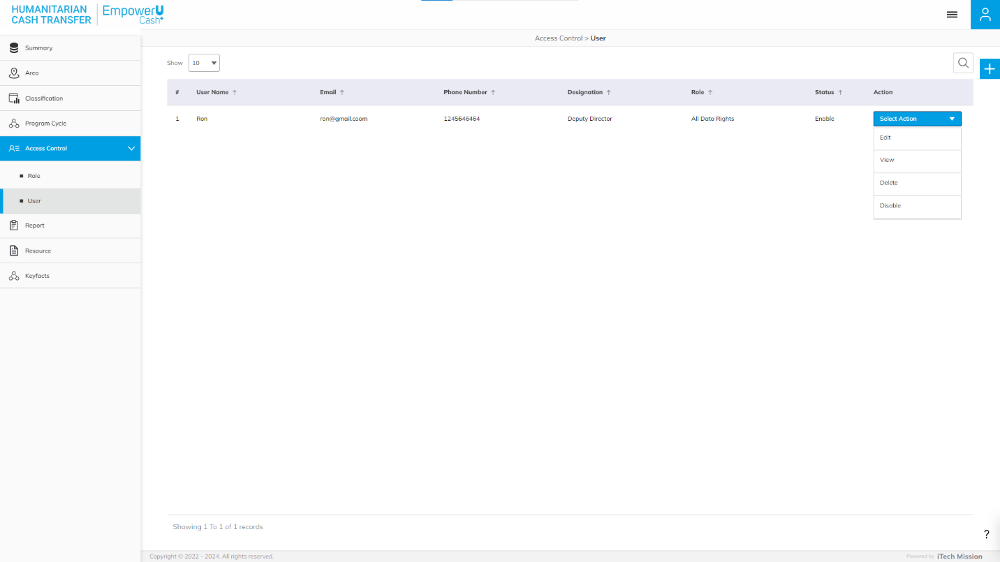 HUMANITARIAN
CASH TRANSFER
EmpowerU
Cash+
Access Control > User
Summary
Area
Classification
Program Cycle
Access Control
Role
User
Report
Resource
Keyfacts
Show 10
# User Name Email Phone Number Designation Role Status Action
1 Ron ron@gmail.coom 1245646464 Deputy Director All Data Rights Enable Select Action
Edit
View
Delete
Disable
Showing 1 To 1 of 1 records
?
Copyright © 2022 - 2024. All rights reserved. Powered by iTech Mission